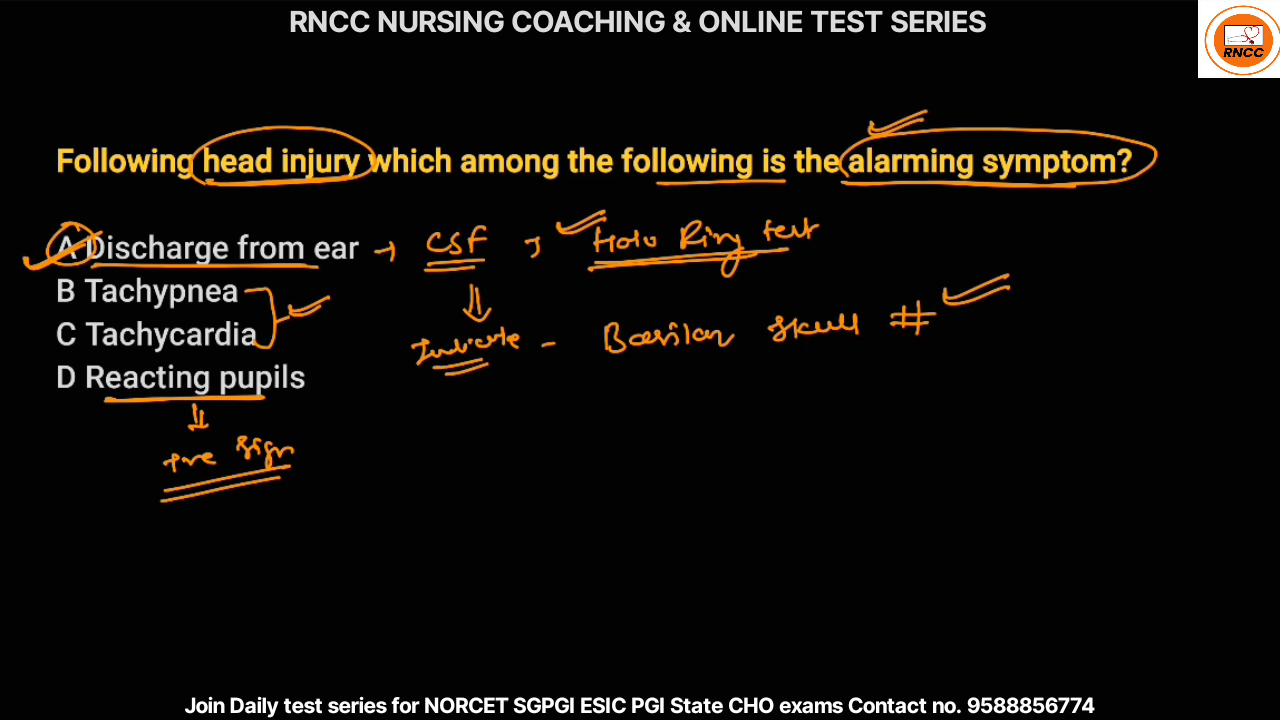 RNCC NURSING COACHING & ONLINE TEST SERIES
RNCC
Following head injury which among the following is the alarming symptom?
A Discharge from ear → CSF , Halo Ring test
B Tachypnea
C Tachycardia
Indicate - Basilar skull #
D Reacting pupils
+ve sign
Join Daily test series for NORCET SGPGI ESIC PGI State CHO exams Contact no. 9588856774